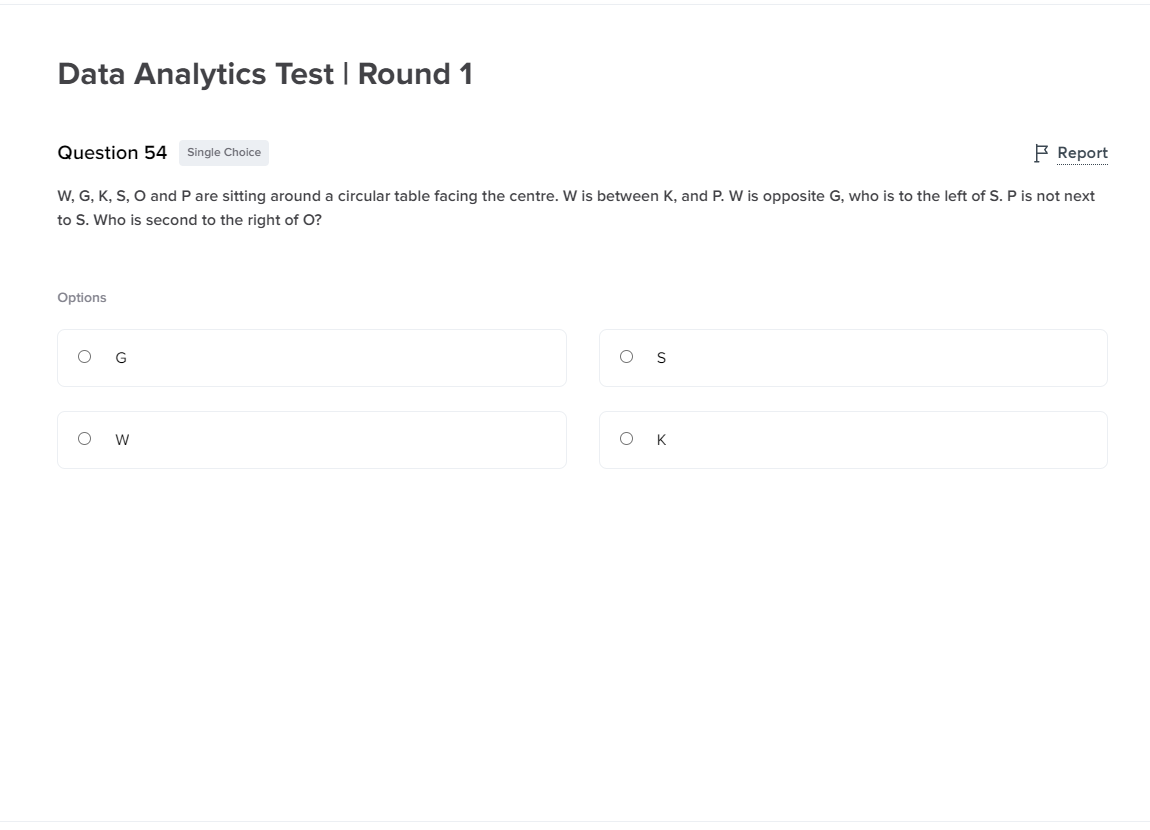 Data Analytics Test | Round 1
Question 54 Single Choice Report
W, G, K, S, O and P are sitting around a circular table facing the centre. W is between K, and P. W is opposite G, who is to the left of S. P is not next
to S. Who is second to the right of O?
Options
G S
W K